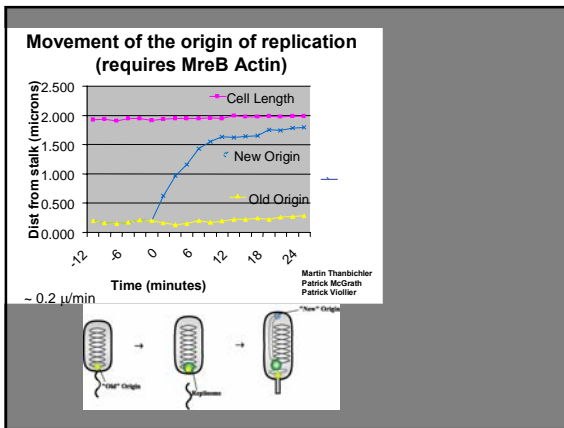 Movement of the origin of replication
(requires MreB Actin)
Dist from stalk (microns)
2.500
2.000
1.500
1.000
0.500
0.000
Cell Length
New Origin
Old Origin
-12
-6
0
6
12
18
24
Time (minutes)
Martin Thanbichler
Patrick McGrath
Patrick Viollier
~ 0.2 μ/min
"New" Origin
"Old" Origin
Replisome